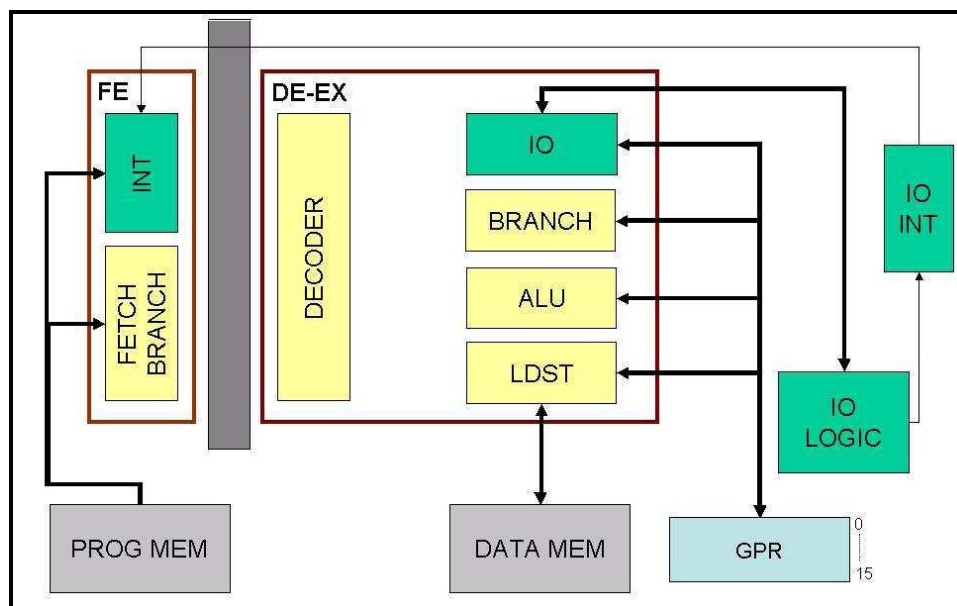 FE
DE-EX
INT
FETCH
BRANCH
DECODER
IO
BRANCH
ALU
LDST
IO
INT
IO
LOGIC
PROG MEM
DATA MEM
GPR
0
15